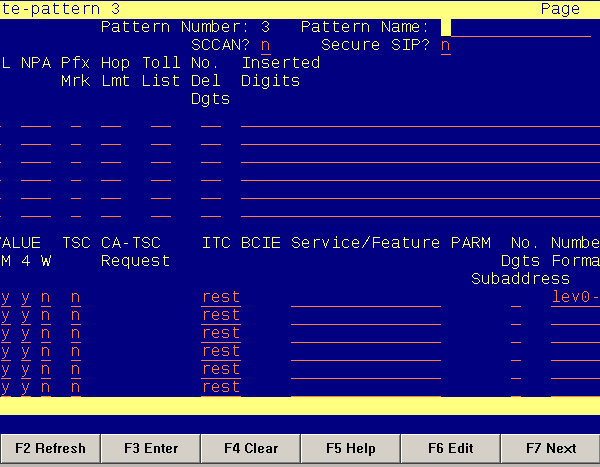 te-pattern 3 Page
Pattern Number: 3 Pattern Name:
SCCAN? n Secure SIP? n
L NPA Pfx Hop Toll No. Inserted
Mrk Lmt List Del Digits
Dgts
VALUE TSC CA-TSC ITC BCIE Service/Feature PARM No. Numbe
M 4 W Request Dgts Forma
Subaddress
y y n n rest lev0-
y y n n rest
y y n n rest
y y n n rest
y y n n rest
y y n n rest
F2 Refresh F3 Enter F4 Clear F5 Help F6 Edit F7 Next